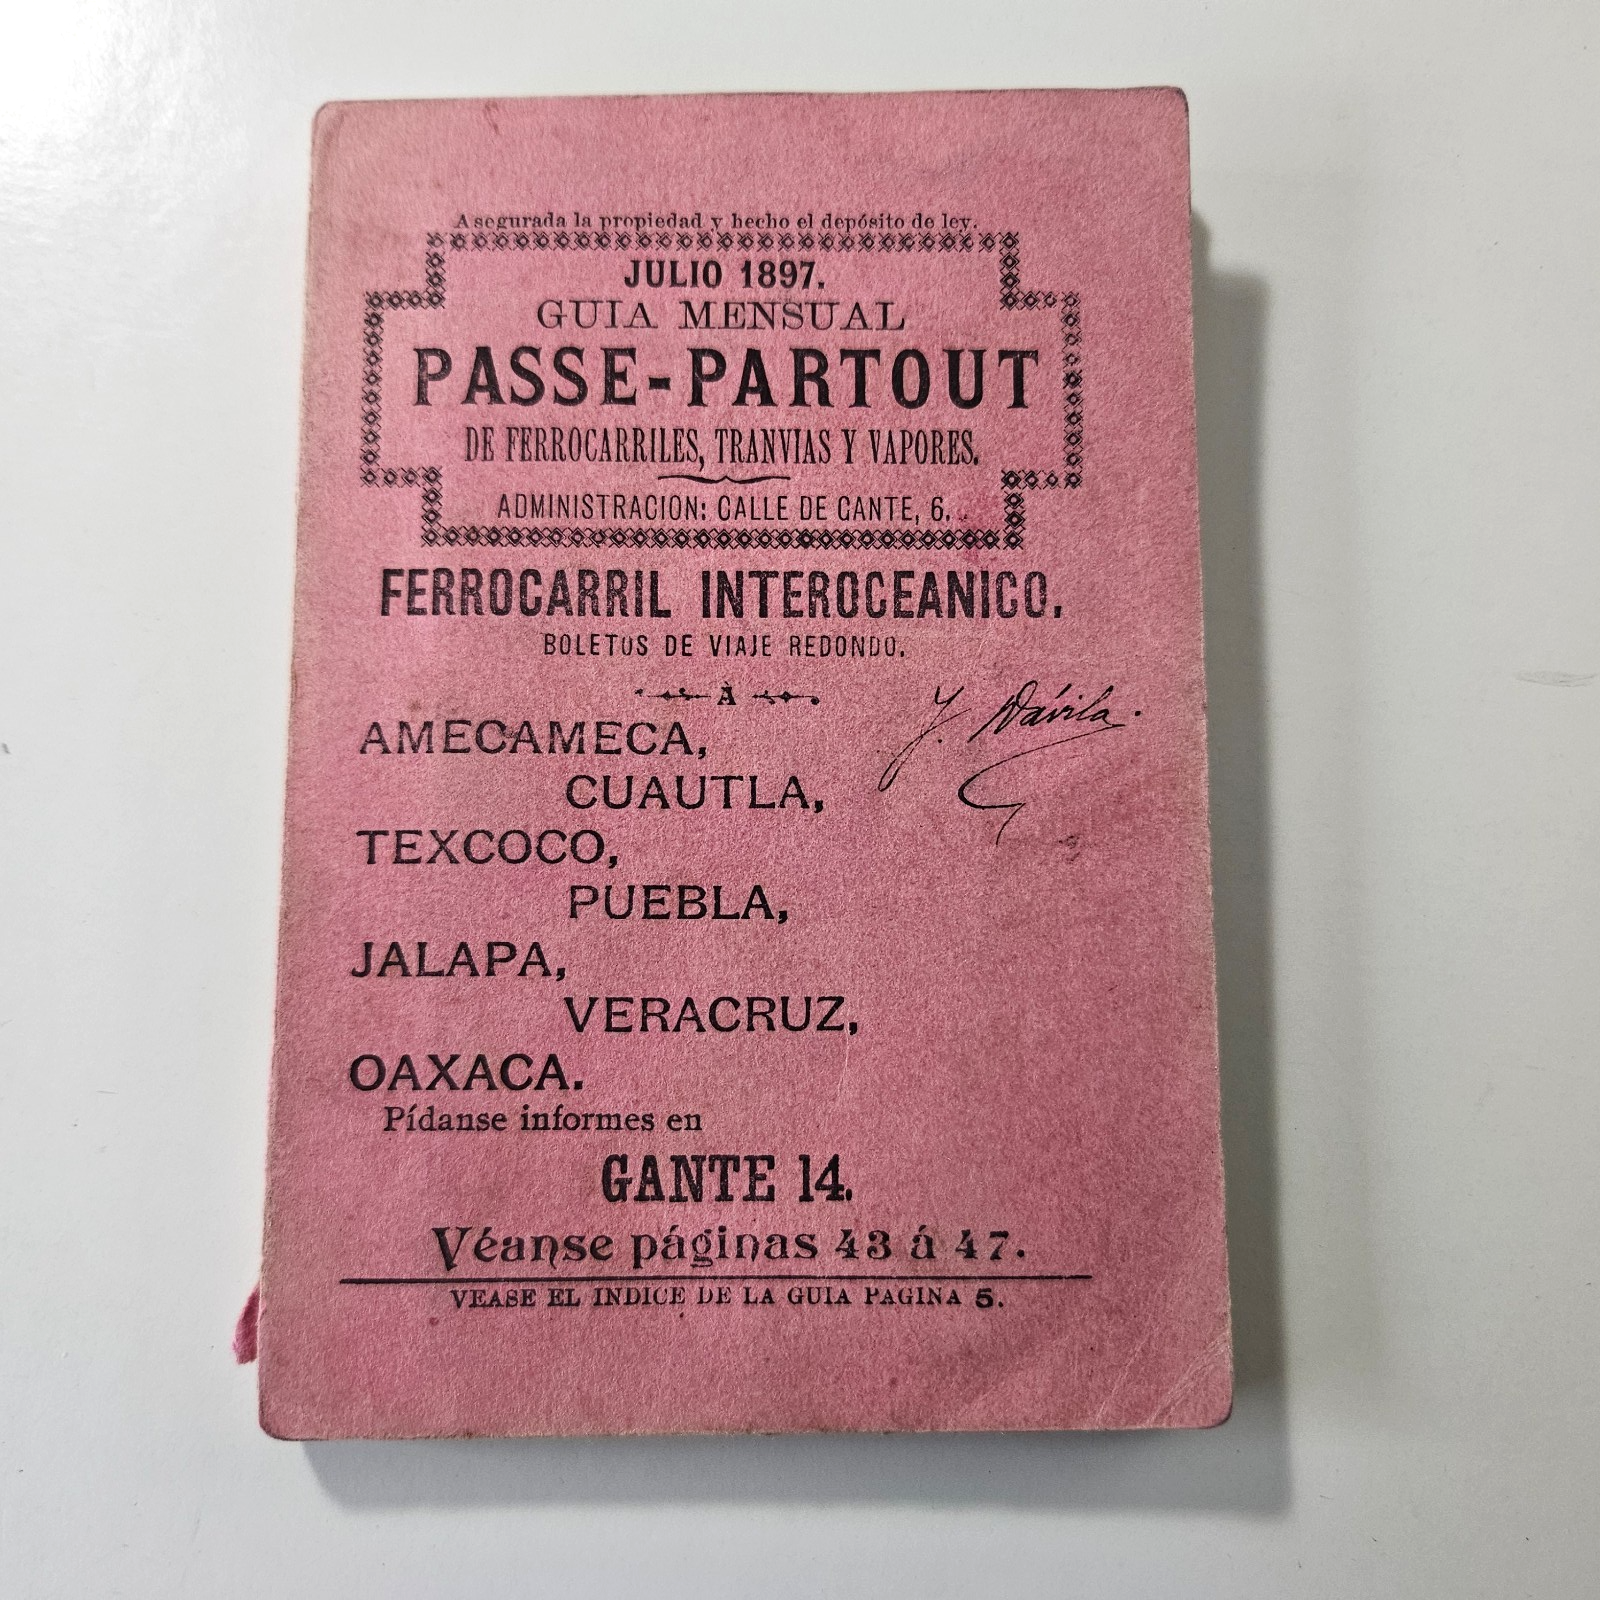 Asegurada la propiedad y hecho el depósito de ley.
JULIO 1897.
GUIA MENSUAL
PASSE-PARTOUT
DE FERROCARRILES, TRANVIAS Y VAPORES.
ADMINISTRACION: CALLE DE GANTE, 6.
FERROCARRIL INTEROCEANICO.
BOLETOS DE VIAJE REDONDO.
À
AMECAMECA,
J. Dávila.
CUAUTLA,
TEXCOCO,
PUEBLA,
JALAPA,
VERACRUZ,
OAXACA.
Pídanse informes en
GANTE 14.
Véanse páginas 43 á 47.
VEASE EL INDICE DE LA GUIA PAGINA 5.